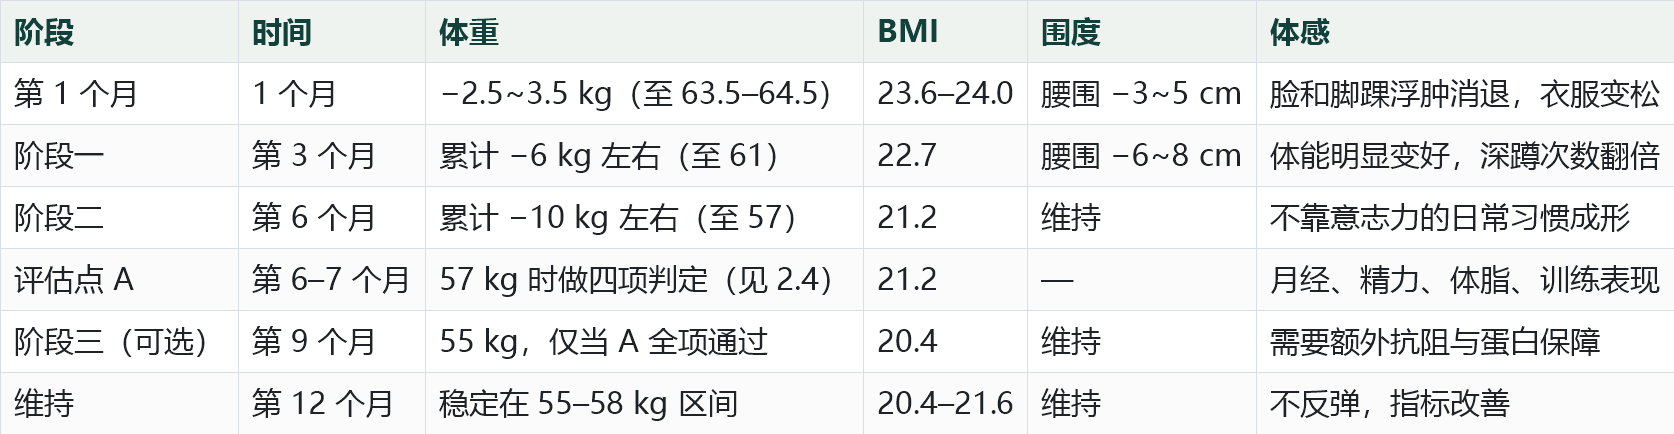 阶段 时间 体重 BMI 围度 体感
第 1 个月 1 个月 −2.5~3.5 kg（至 63.5–64.5） 23.6–24.0 腰围 −3~5 cm 脸和脚踝浮肿消退，衣服变松
阶段一 第 3 个月 累计 −6 kg 左右（至 61） 22.7 腰围 −6~8 cm 体能明显变好，深蹲次数翻倍
阶段二 第 6 个月 累计 −10 kg 左右（至 57） 21.2 维持 不靠意志力的日常习惯成形
评估点 A 第 6–7 个月 57 kg 时做四项判定（见 2.4） 21.2 — 月经、精力、体脂、训练表现
阶段三（可选） 第 9 个月 55 kg，仅当 A 全项通过 20.4 维持 需要额外抗阻与蛋白保障
维持 第 12 个月 稳定在 55–58 kg 区间 20.4–21.6 维持 不反弹，指标改善